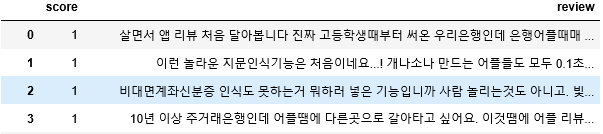 score review
0 1 살면서 앱 리뷰 처음 달아봅니다 진짜 고등학생때부터 써온 우리은행인데 은행어플때매 ...
1 1 이런 놀라운 지문인식기능은 처음이네요...! 개나소나 만드는 어플들도 모두 0.1초...
2 1 비대면계좌신분증 인식도 못하는거 뭐하러 넣은 기능입니까 사람 놀리는것도 아니고. 빚...
3 1 10년 이상 주거래은행인데 어플땜에 다른곳으로 갈아타고 싶어요. 이것땜에 어플 리뷰...